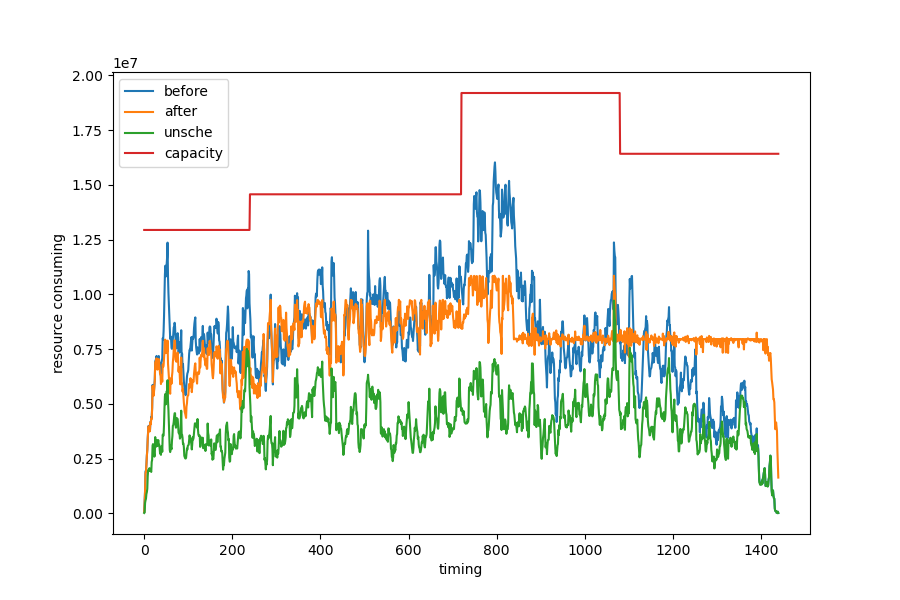 1e7
2.00
1.75
1.50
1.25
1.00
0.75
0.50
0.25
0.00
resource consuming
before
after
unsche
capacity
0 200 400 600 800 1000 1200 1400
timing